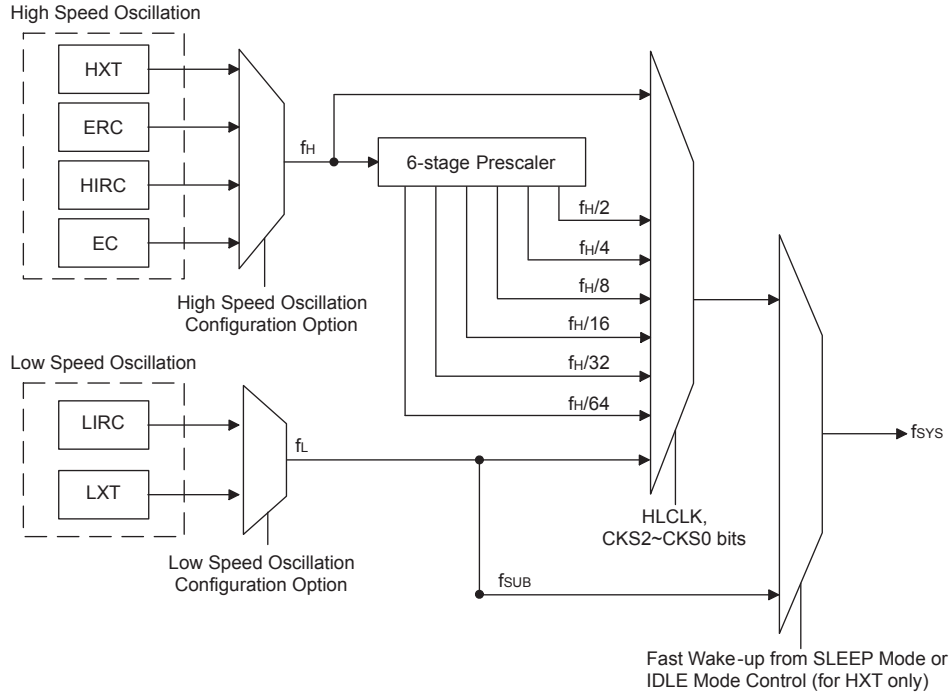 High Speed Oscillation
HXT
ERC
HIRC
EC
fH
6-stage Prescaler
fH/2
fH/4
fH/8
fH/16
fH/32
fH/64
High Speed Oscillation
Configuration Option
Low Speed Oscillation
LIRC
LXT
fL
fSYS
HLCLK,
CKS2~CKS0 bits
Low Speed Oscillation
Configuration Option
fSUB
Fast Wake-up from SLEEP Mode or
IDLE Mode Control (for HXT only)